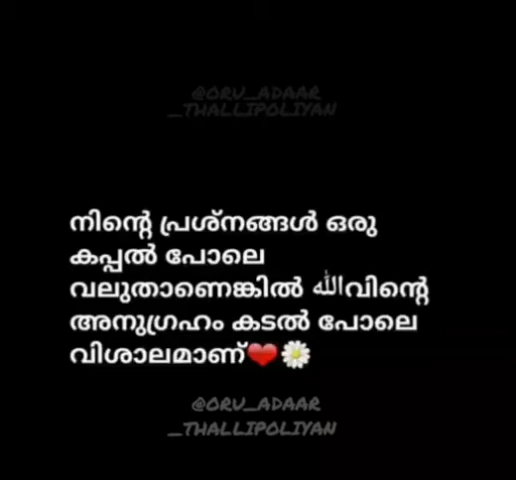 @ORU_ADAAR
_THALLIPOLIYAN
നിന്റെ പ്രശ്നങ്ങൾ ഒരു
കപ്പൽ പോലെ
വലുതാണെങ്കിൽ اللهവിന്റെ
അനുഗ്രഹം കടൽ പോലെ
വിശാലമാണ്❤️🌼
@ORU_ADAAR
_THALLIPOLIYAN